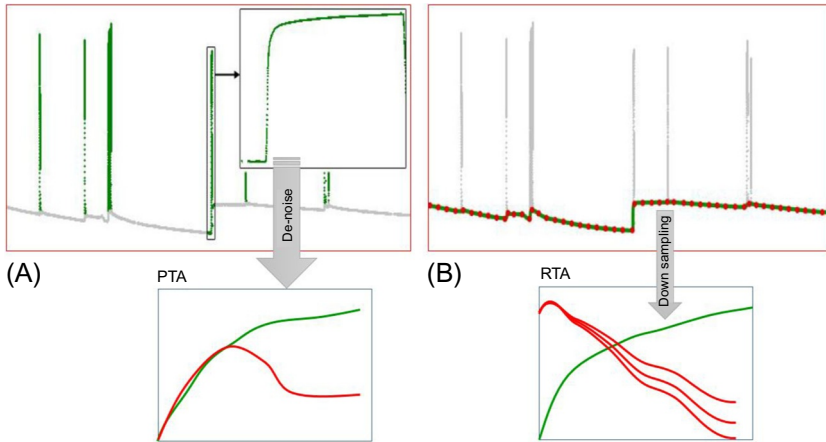 De-noise
(A)
PTA
Down sampling
(B)
RTA